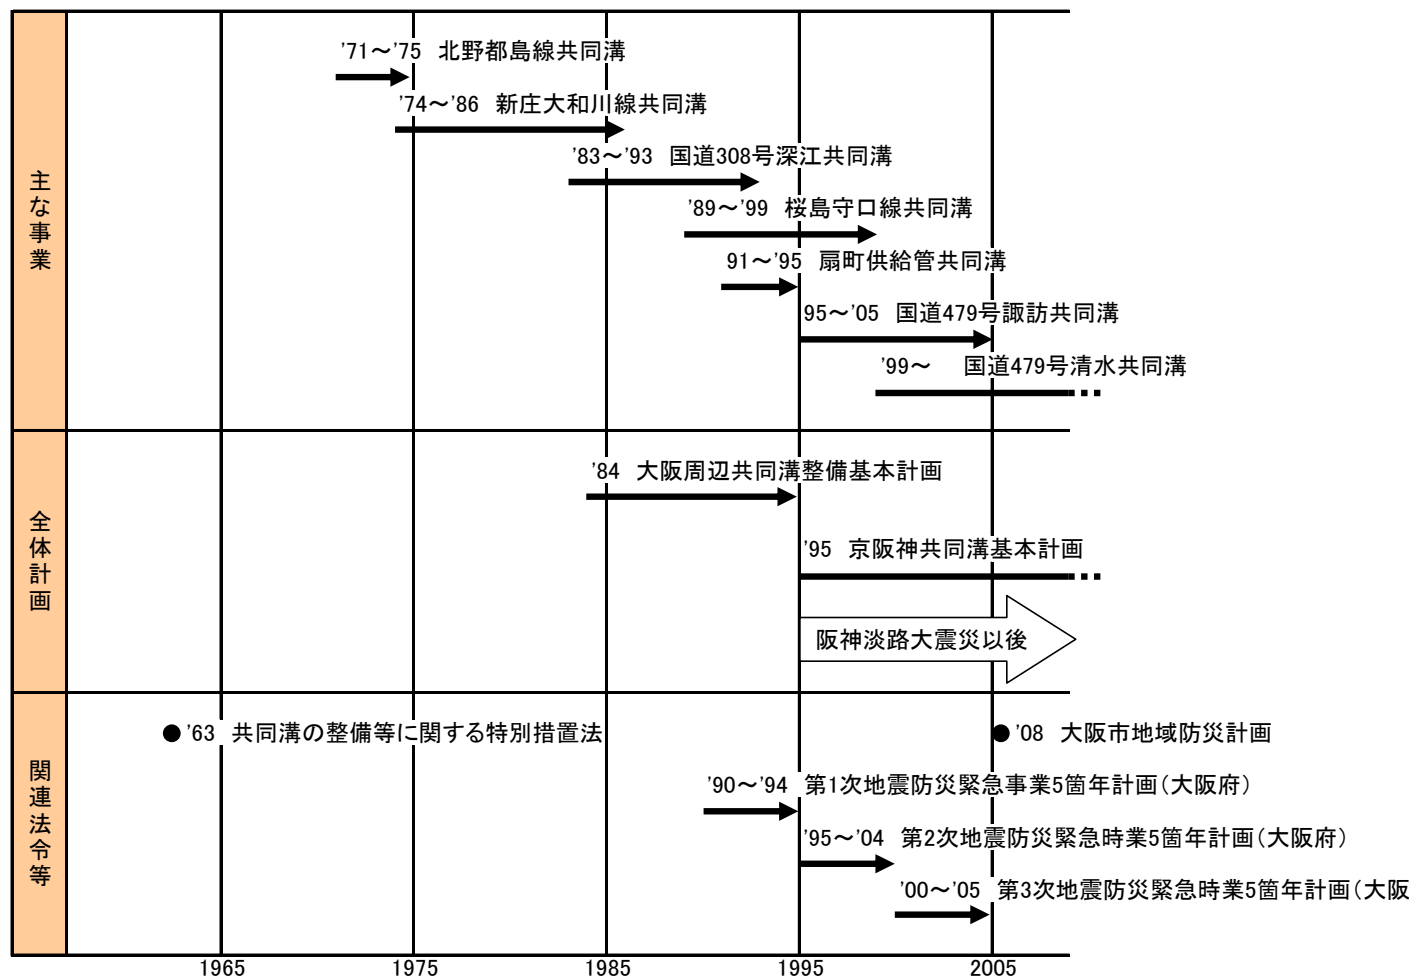 主な事業
'71～'75 北野都島線共同溝
'74～'86 新庄大和川線共同溝
'83～'93 国道308号深江共同溝
'89～'99 桜島守口線共同溝
91～'95 扇町供給管共同溝
95～'05 国道479号諏訪共同溝
'99～ 国道479号清水共同溝
全体計画
'84 大阪周辺共同溝整備基本計画
'95 京阪神共同溝基本計画
阪神淡路大震災以後
関連法令等
'63 共同溝の整備等に関する特別措置法
'08 大阪市地域防災計画
'90～'94 第1次地震防災緊急事業5箇年計画（大阪府）
'95～'04 第2次地震防災緊急時業5箇年計画（大阪府）
'00～'05 第3次地震防災緊急時業5箇年計画（大阪
1965 1975 1985 1995 2005